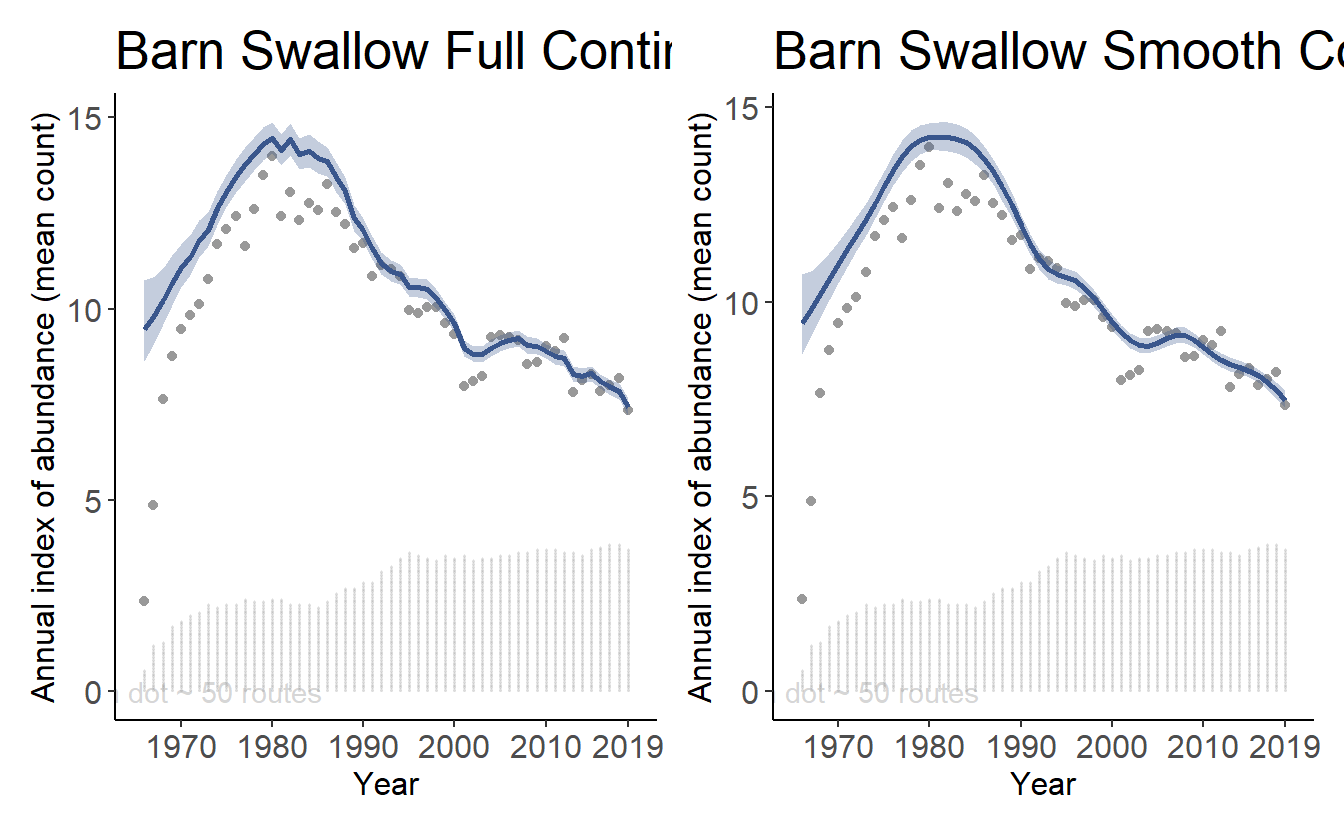 Barn Swallow Full Contin
Annual index of abundance (mean count)
15
10
5
0
dot ~ 50 routes
1970 1980 1990 2000 2010 2019
Year
Barn Swallow Smooth Co
Annual index of abundance (mean count)
15
10
5
0
dot ~ 50 routes
1970 1980 1990 2000 2010 2019
Year